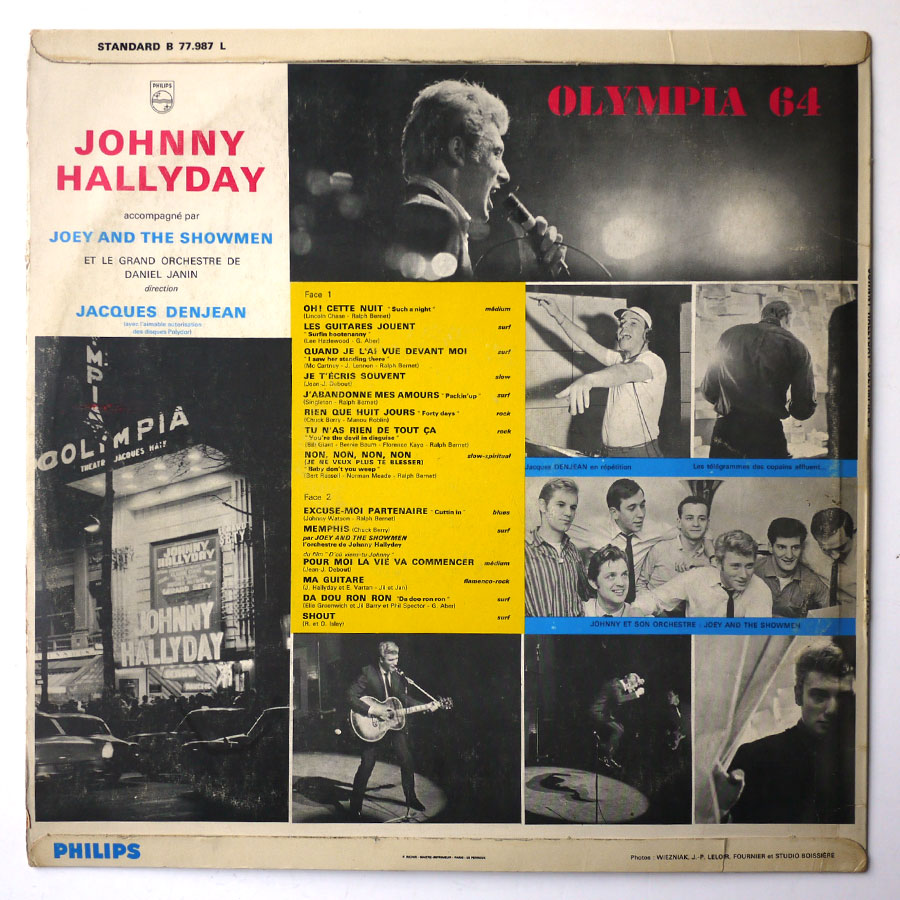 STANDARD B 77.987 L
PHILIPS
JOHNNY
HALLYDAY
accompagné par
JOEY AND THE SHOWMEN
ET LE GRAND ORCHESTRE DE
DANIEL JANIN
direction
JACQUES DENJEAN
(avec l'aimable autorisation
des disques Polydor)
OLYMPIA 64
Face 1
OH! CETTE NUIT "Such a night" médium
(Lincoln Chase - Ralph Bernet)
LES GUITARES JOUENT surf
"Surfin hootenanny"
(Lee Hazlewood - G. Aber)
QUAND JE L'AI VUE DEVANT MOI surf
"I saw her standing there"
(Mc Cartney - J. Lennon - Ralph Bernet)
JE T'ÉCRIS SOUVENT slow
(Jean-J. Debout)
J'ABANDONNE MES AMOURS "Packin'up" surf
(Singleton - Ralph Bernet)
RIEN QUE HUIT JOURS "Forty days" rock
(Chuck Berry - Manou Roblin)
TU N'AS RIEN DE TOUT ÇA rock
"You're the devil in disguise"
(Bill Giant - Bernie Baum - Florence Kaye - Ralph Bernet)
NON, NON, NON, NON slow-spiritual
(JE NE VEUX PLUS TE BLESSER)
"Baby don't you weep"
(Bert Russell - Norman Meade - Ralph Bernet)
Face 2
EXCUSE-MOI PARTENAIRE "Cuttin in" blues
(Johnny Watson - Ralph Bernet)
MEMPHIS (Chuck Berry) surf
par JOEY AND THE SHOWMEN
l'orchestre de Johnny Hallyday
du film "D'où viens-tu Johnny"
POUR MOI LA VIE VA COMMENCER médium
(Jean-J. Debout)
MA GUITARE flamenco-rock
(J. Hallyday et E. Vartan - Jil et Jan)
DA DOU RON RON "Da doo ron ron" surf
(Ellie Greenwich et Jil Barry et Phil Spector - G. Aber)
SHOUT surf
(R. et O. Isley)
Jacques DENJEAN en répétition
Les télégrammes des copains affluent...
JOHNNY ET SON ORCHESTRE : JOEY AND THE SHOWMEN
OLYMPIA
THEATRE JACQUES HAIK
JOHNNY
HALLYDAY
JOHNNY
HALLYDAY
PHILIPS
Photos : WIEZNIAK, J.-P. LELOIR, FOURNIER et STUDIO BOISSIÈRE